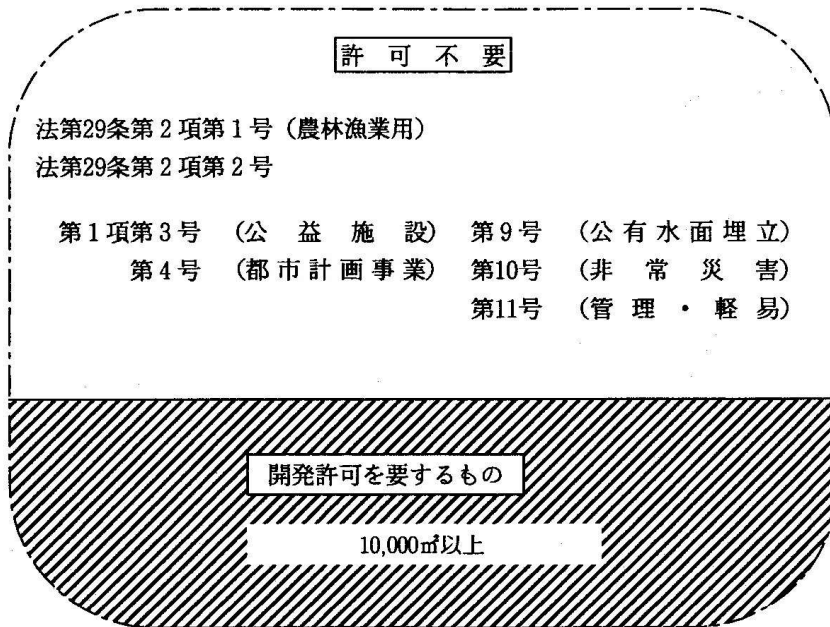 許可不要
法第29条第2項第1号（農林漁業用）
法第29条第2項第2号
第1項第3号 （公益施設） 第9号 （公有水面埋立）
第4号 （都市計画事業） 第10号 （非常災害）
第11号 （管理・軽易）
開発許可を要するもの
10,000㎡以上